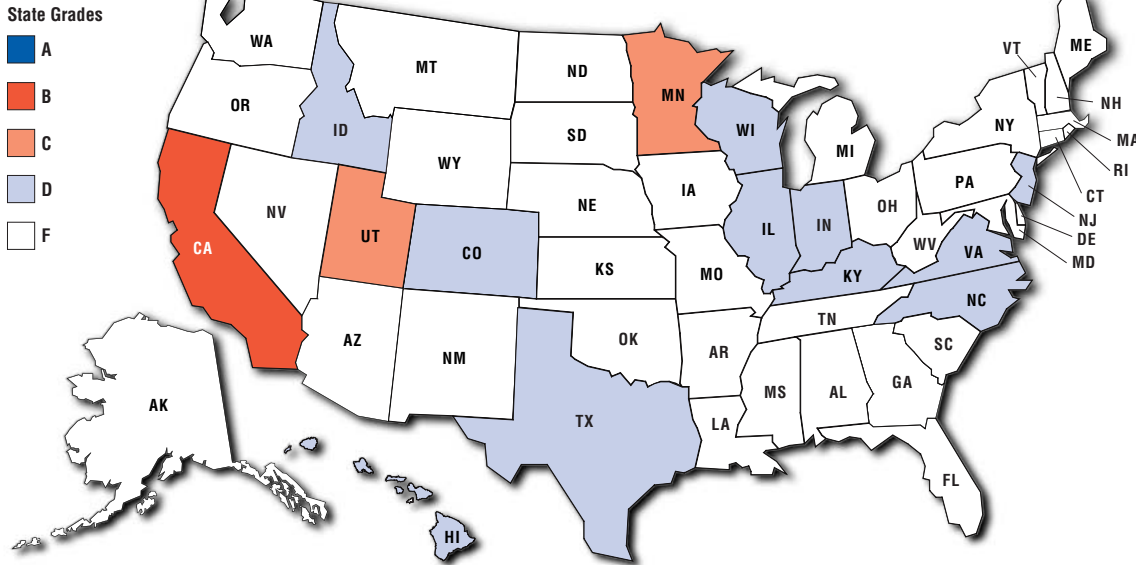 State Grades
A
B
C
D
F
WA
OR
CA
ID
NV
MT
WY
UT
CO
AZ
NM
ND
SD
NE
KS
OK
TX
MN
IA
MO
AR
LA
WI
IL
IN
MI
OH
KY
TN
MS
AL
GA
FL
SC
NC
VA
WV
PA
NY
VT
ME
NH
MA
RI
CT
NJ
DE
MD
AK
HI